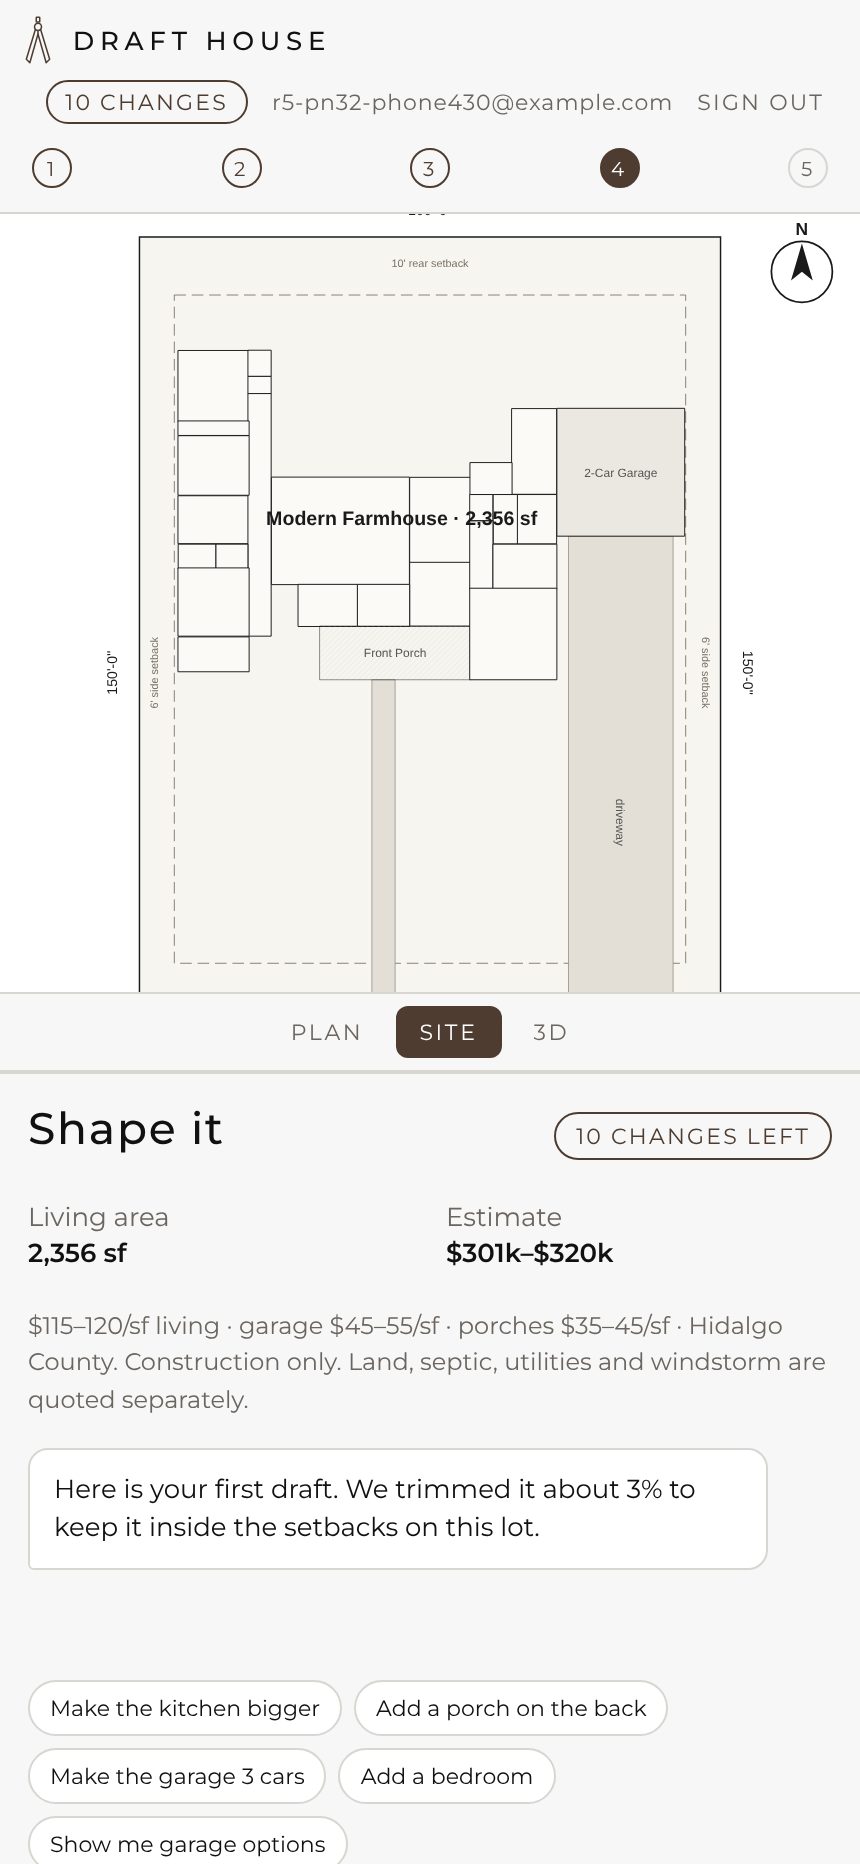 DRAFT HOUSE
10 CHANGES r5-pn32-phone430@example.com SIGN OUT
1 2 3 4 5
N
10' rear setback
2-Car Garage
Modern Farmhouse · 2,356 sf
Front Porch
150'-0"
6' side setback
6' side setback
150'-0"
driveway
PLAN SITE 3D
Shape it
10 CHANGES LEFT
Living area Estimate
2,356 sf $301k–$320k
$115–120/sf living · garage $45–55/sf · porches $35–45/sf · Hidalgo
County. Construction only. Land, septic, utilities and windstorm are
quoted separately.
Here is your first draft. We trimmed it about 3% to
keep it inside the setbacks on this lot.
Make the kitchen bigger Add a porch on the back
Make the garage 3 cars Add a bedroom
Show me garage options